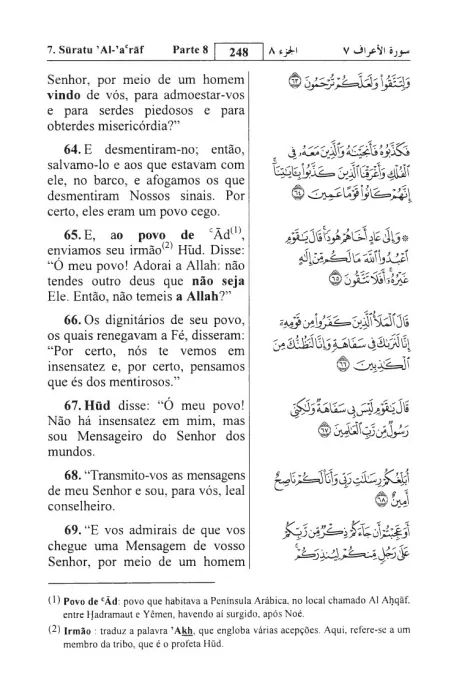 7. Sūratu ’Al-’aᶜrāf Parte 8 248 الجزء ٨ سورة الأعراف ٧
Senhor, por meio de um homem
vindo de vós, para admoestar-vos
e para serdes piedosos e para
obterdes misericórdia?”
وَلِتَتَّقُوا۟ وَلَعَلَّكُمْ تُرْحَمُونَ ٦٣
64. E desmentiram-no; então,
salvamo-lo e aos que estavam com
ele, no barco, e afogamos os que
desmentiram Nossos sinais. Por
certo, eles eram um povo cego.
فَكَذَّبُوهُ فَأَنجَيْنَٰهُ وَٱلَّذِينَ مَعَهُۥ فِى
ٱلْفُلْكِ وَأَغْرَقْنَا ٱلَّذِينَ كَذَّبُوا۟ بِـَٔايَٰتِنَآ
إِنَّهُمْ كَانُوا۟ قَوْمًا عَمِينَ ٦٤
65. E, ao povo de ᶜĀd(1),
enviamos seu irmão(2) Hūd. Disse:
“Ó meu povo! Adorai a Allah: não
tendes outro deus que não seja
Ele. Então, não temeis a Allah?”
۞ وَإِلَىٰ عَادٍ أَخَاهُمْ هُودًا قَالَ يَٰقَوْمِ
ٱعْبُدُوا۟ ٱللَّهَ مَا لَكُم مِّنْ إِلَٰهٍ
غَيْرُهُۥٓ أَفَلَا تَتَّقُونَ ٦٥
66. Os dignitários de seu povo,
os quais renegavam a Fé, disseram:
“Por certo, nós te vemos em
insensatez e, por certo, pensamos
que és dos mentirosos.”
قَالَ ٱلْمَلَأُ ٱلَّذِينَ كَفَرُوا۟ مِن قَوْمِهِۦٓ
إِنَّا لَنَرَىٰكَ فِى سَفَاهَةٍ وَإِنَّا لَنَظُنُّكَ مِنَ
ٱلْكَٰذِبِينَ ٦٦
67. Hūd disse: “Ó meu povo!
Não há insensatez em mim, mas
sou Mensageiro do Senhor dos
mundos.
قَالَ يَٰقَوْمِ لَيْسَ بِى سَفَاهَةٌ وَلَٰكِنِّى
رَسُولٌ مِّن رَّبِّ ٱلْعَٰلَمِينَ ٦٧
68. “Transmito-vos as mensagens
de meu Senhor e sou, para vós, leal
conselheiro.
أُبَلِّغُكُمْ رِسَٰلَٰتِ رَبِّى وَأَنَا۠ لَكُمْ نَاصِحٌ
أَمِينٌ ٦٨
69. “E vos admirais de que vos
chegue uma Mensagem de vosso
Senhor, por meio de um homem
أَوَعَجِبْتُمْ أَن جَآءَكُمْ ذِكْرٌ مِّن رَّبِّكُمْ
عَلَىٰ رَجُلٍ مِّنكُمْ لِيُنذِرَكُمْ
(1) Povo de ᶜĀd: povo que habitava a Península Arábica, no local chamado Al Aḥqāf,
entre Ḥadramaut e Yêmen, havendo aí surgido, após Noé.
(2) Irmão : traduz a palavra ’Akh, que engloba várias acepções. Aqui, refere-se a um
membro da tribo, que é o profeta Hūd.